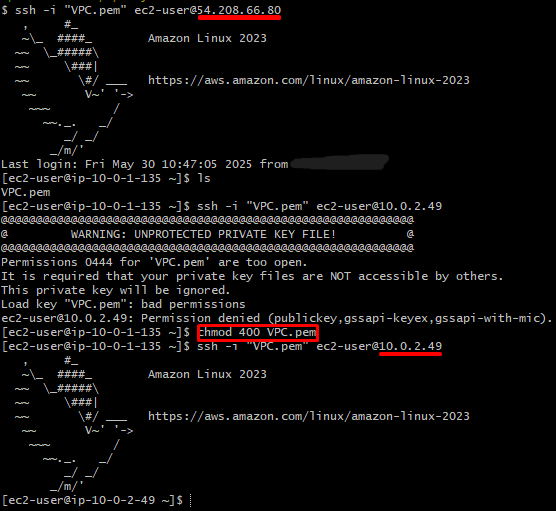 $ ssh -i "VPC.pem" ec2-user@54.208.66.80
   ,     #_
   ~\_  ####_        Amazon Linux 2023
  ~~  \_#####\
  ~~     \###|
  ~~       \#/ ___   https://aws.amazon.com/linux/amazon-linux-2023
   ~~       V~' '->
    ~~~         /
      ~~._.   _/
         _/ _/
       _/m/'
Last login: Fri May 30 10:47:05 2025 from
[ec2-user@ip-10-0-1-135 ~]$ ls
VPC.pem
[ec2-user@ip-10-0-1-135 ~]$ ssh -i "VPC.pem" ec2-user@10.0.2.49
@@@@@@@@@@@@@@@@@@@@@@@@@@@@@@@@@@@@@@@@@@@@@@@@@@@@@@@@@@@
@         WARNING: UNPROTECTED PRIVATE KEY FILE!          @
@@@@@@@@@@@@@@@@@@@@@@@@@@@@@@@@@@@@@@@@@@@@@@@@@@@@@@@@@@@
Permissions 0444 for 'VPC.pem' are too open.
It is required that your private key files are NOT accessible by others.
This private key will be ignored.
Load key "VPC.pem": bad permissions
ec2-user@10.0.2.49: Permission denied (publickey,gssapi-keyex,gssapi-with-mic).
[ec2-user@ip-10-0-1-135 ~]$ chmod 400 VPC.pem
[ec2-user@ip-10-0-1-135 ~]$ ssh -i "VPC.pem" ec2-user@10.0.2.49
   ,     #_
   ~\_  ####_        Amazon Linux 2023
  ~~  \_#####\
  ~~     \###|
  ~~       \#/ ___   https://aws.amazon.com/linux/amazon-linux-2023
   ~~       V~' '->
    ~~~         /
      ~~._.   _/
         _/ _/
       _/m/'
[ec2-user@ip-10-0-2-49 ~]$